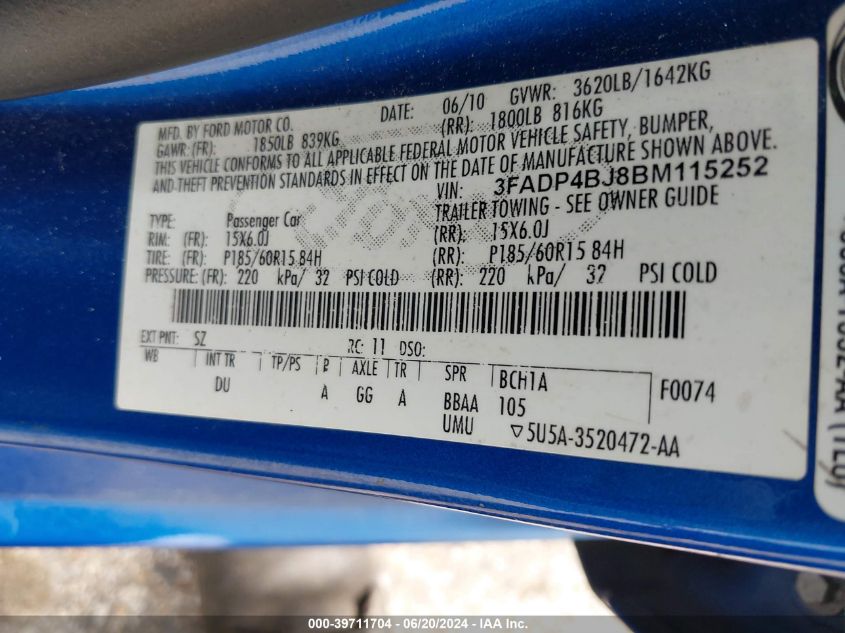 MFD. BY FORD MOTOR CO. DATE: 06/10 GVWR: 3620LB/1642KG
GAWR:(FR): 1850LB 839KG (RR): 1800LB 816KG
THIS VEHICLE CONFORMS TO ALL APPLICABLE FEDERAL MOTOR VEHICLE SAFETY, BUMPER,
AND THEFT PREVENTION STANDARDS IN EFFECT ON THE DATE OF MANUFACTURE SHOWN ABOVE.
VIN: 3FADP4BJ8BM115252
TYPE: Passenger Car TRAILER TOWING - SEE OWNER GUIDE
RIM: (FR): 15X6.0J (RR): 15X6.0J
TIRE: (FR): P185/60R15 84H (RR): P185/60R15 84H
PRESSURE: (FR): 220 kPa/ 32 PSI COLD (RR): 220 kPa/ 32 PSI COLD
EXT PNT: SZ RC: 11 DSO:
WB INT TR TP/PS R AXLE TR SPR BCH1A F0074
DU A GG A BBAA 105
UMU ▽5U5A-3520472-AA
000-39711704 - 06/20/2024 - IAA Inc.